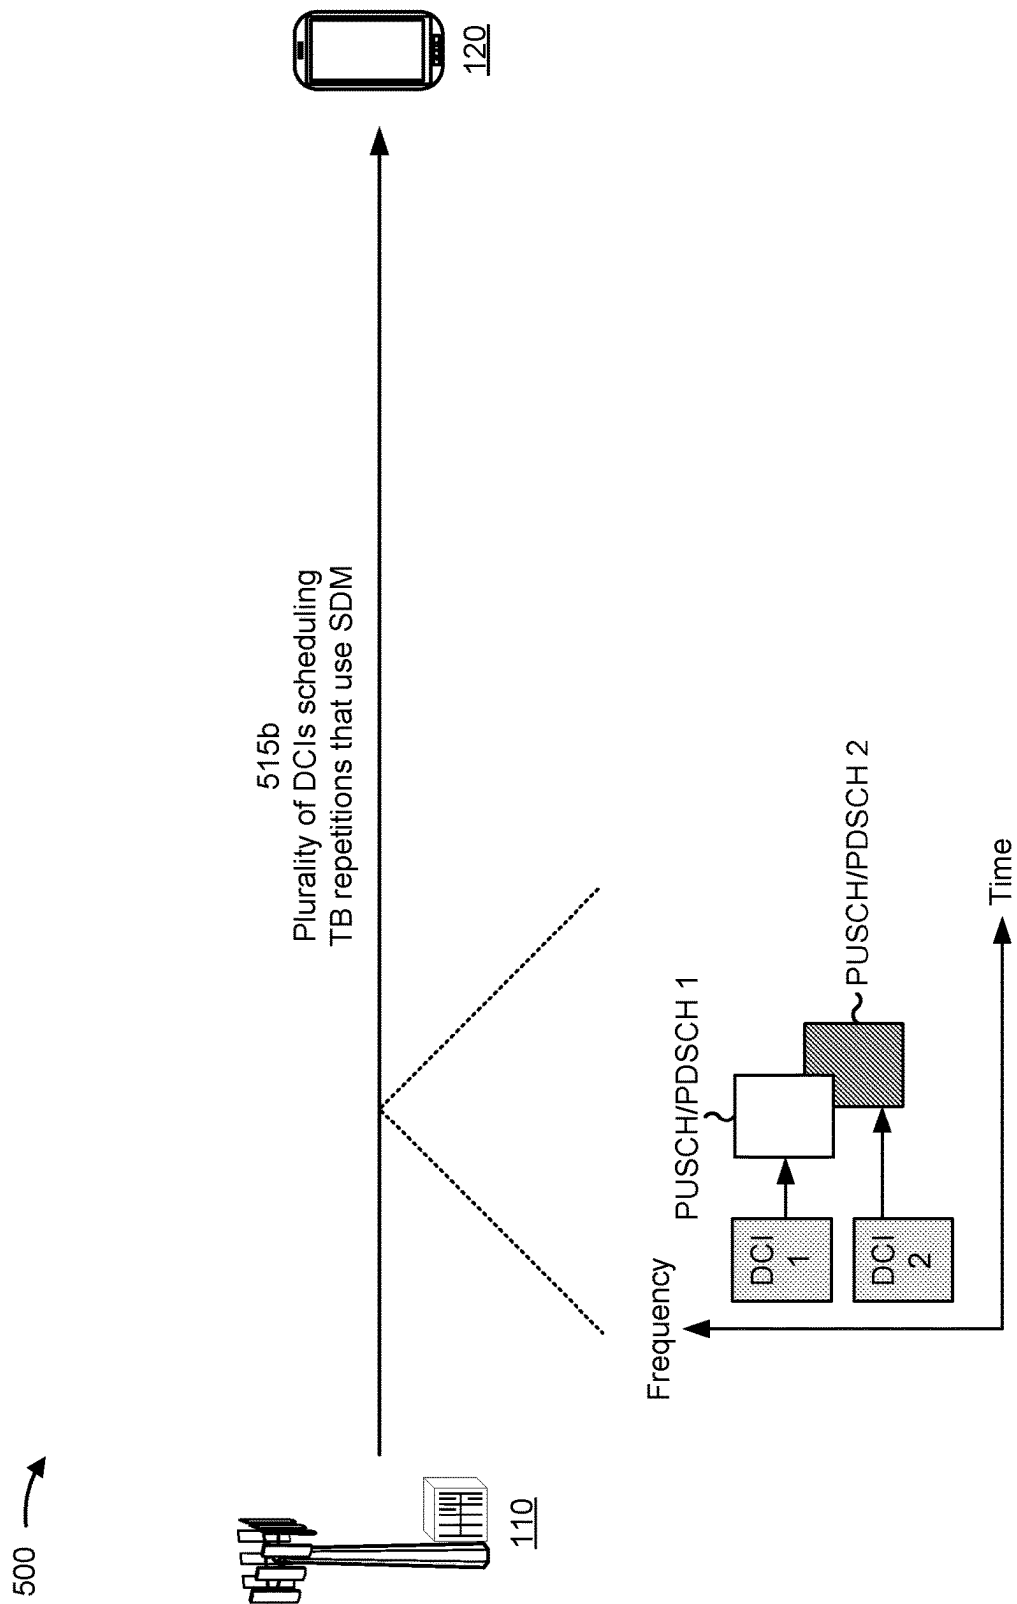 500
110
120
515b
Plurality of DCIs scheduling
TB repetitions that use SDM
Frequency
PUSCH/PDSCH 1
DCI
1
DCI
2
PUSCH/PDSCH 2
Time